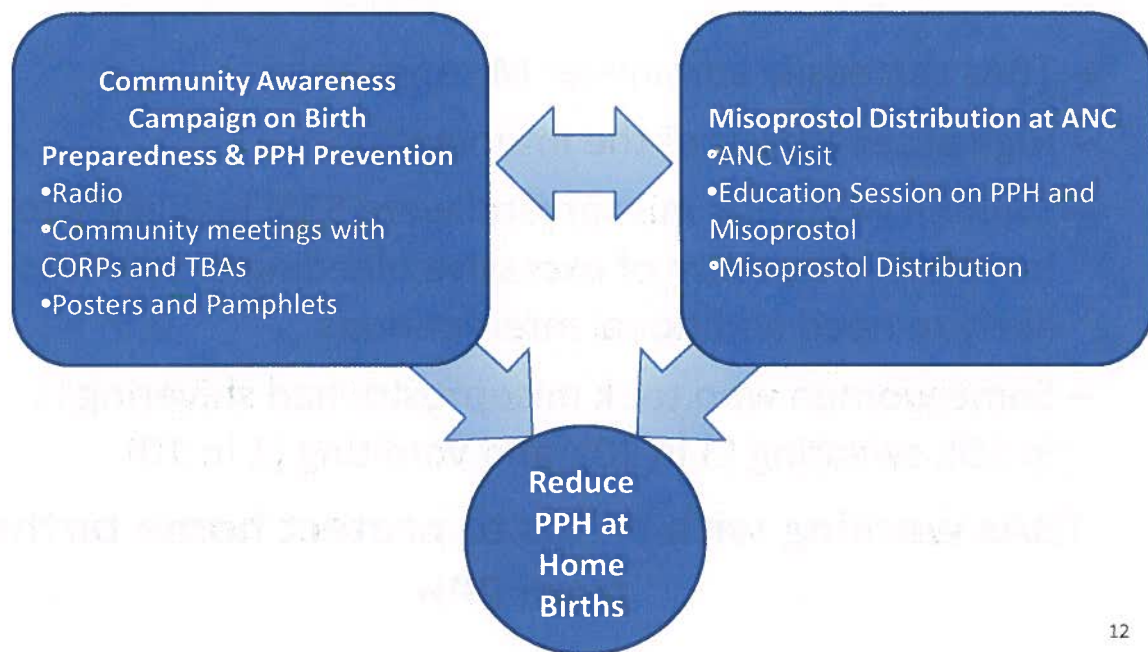 Community Awareness
Campaign on Birth
Preparedness & PPH Prevention
•Radio
•Community meetings with
CORPs and TBAs
•Posters and Pamphlets
Misoprostol Distribution at ANC
•ANC Visit
•Education Session on PPH and
Misoprostol
•Misoprostol Distribution
Reduce
PPH at
Home
Births
12